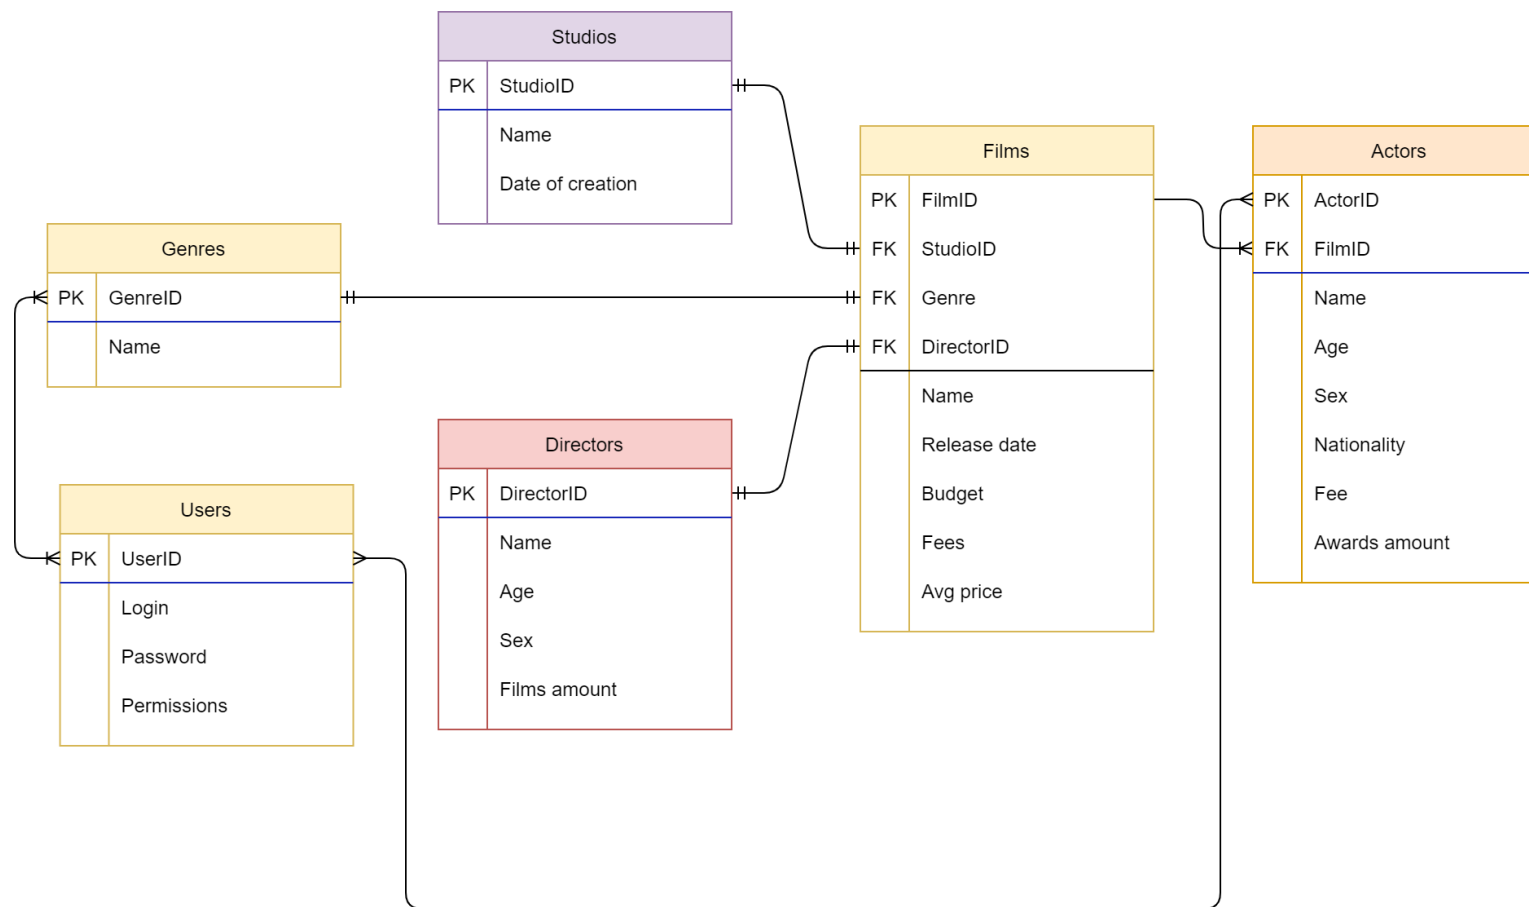 Studios
PK StudioID
Name
Date of creation
Genres
PK GenreID
Name
Users
PK UserID
Login
Password
Permissions
Directors
PK DirectorID
Name
Age
Sex
Films amount
Films
PK FilmID
FK StudioID
FK Genre
FK DirectorID
Name
Release date
Budget
Fees
Avg price
Actors
PK ActorID
FK FilmID
Name
Age
Sex
Nationality
Fee
Awards amount